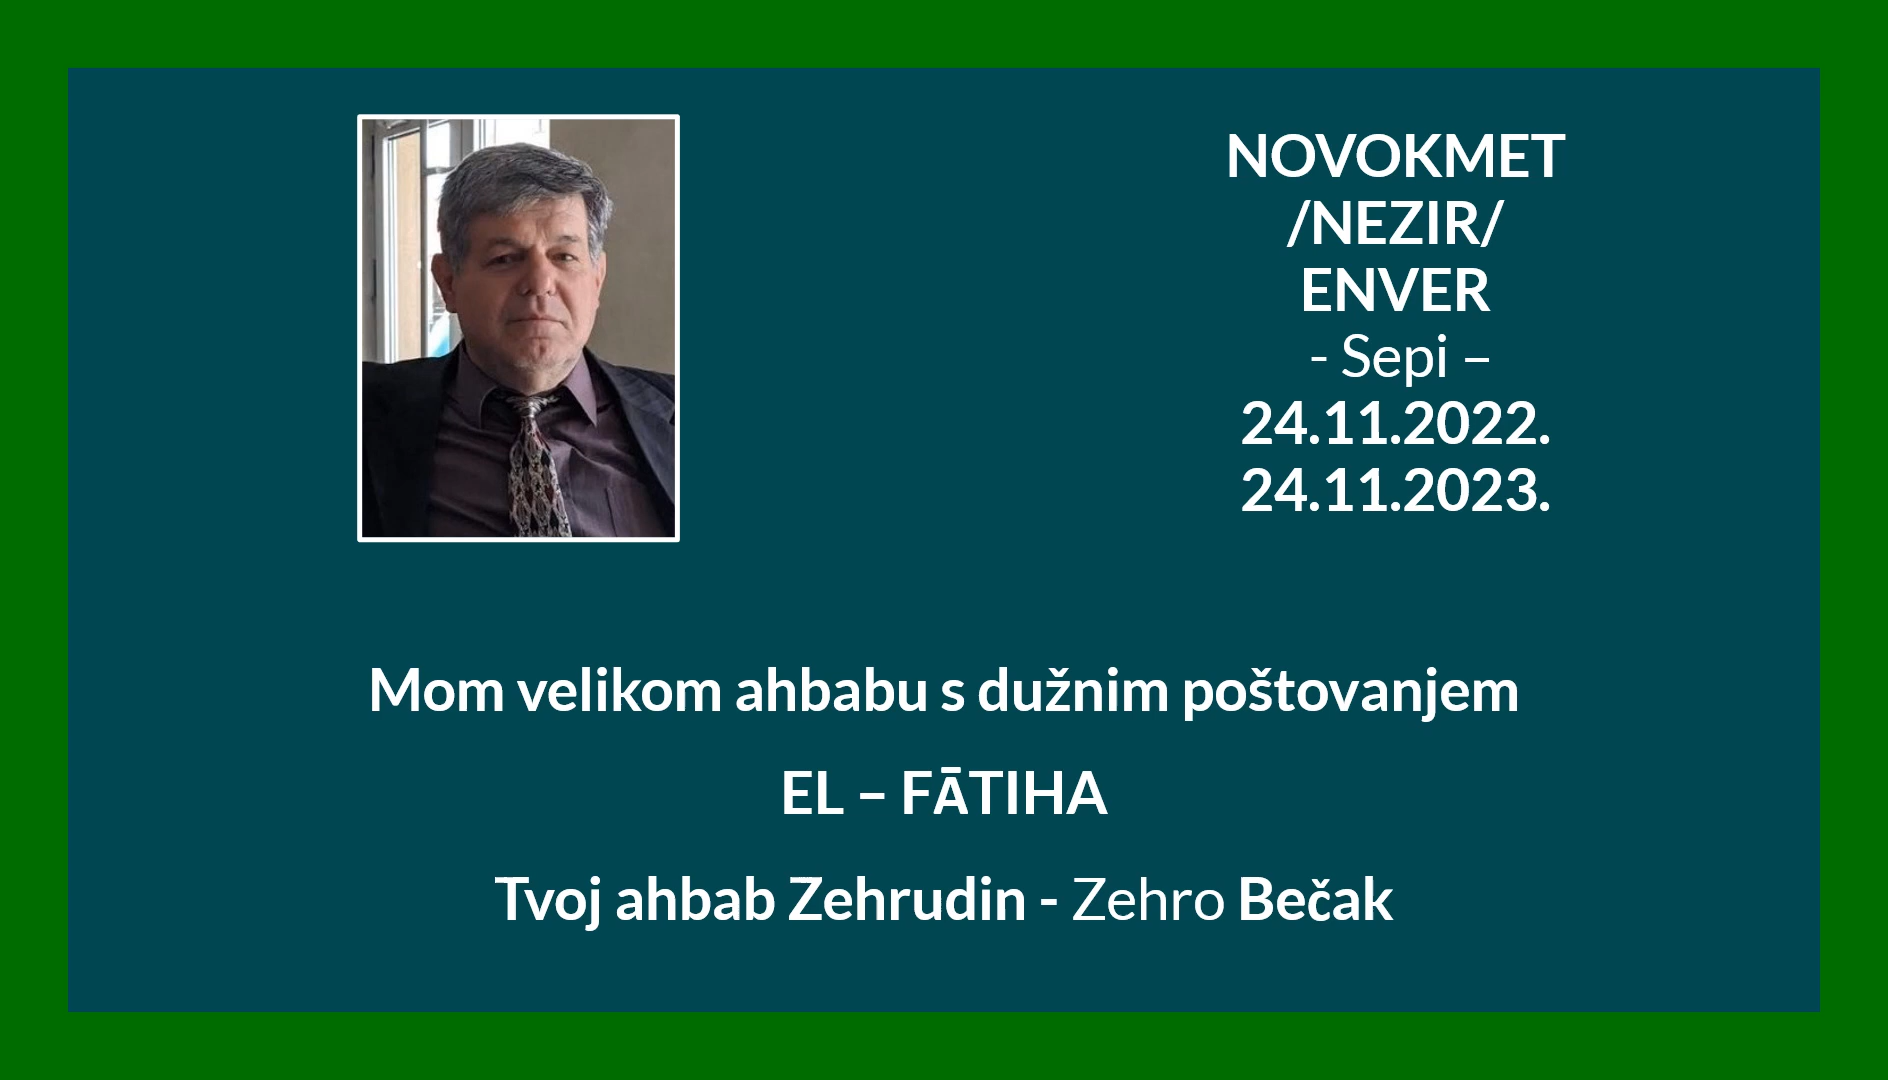 NOVOKMET
/NEZIR/
ENVER
- Sepi –
24.11.2022.
24.11.2023.
Mom velikom ahbabu s dužnim poštovanjem
EL – FĀTIHA
Tvoj ahbab Zehrudin - Zehro Bečak